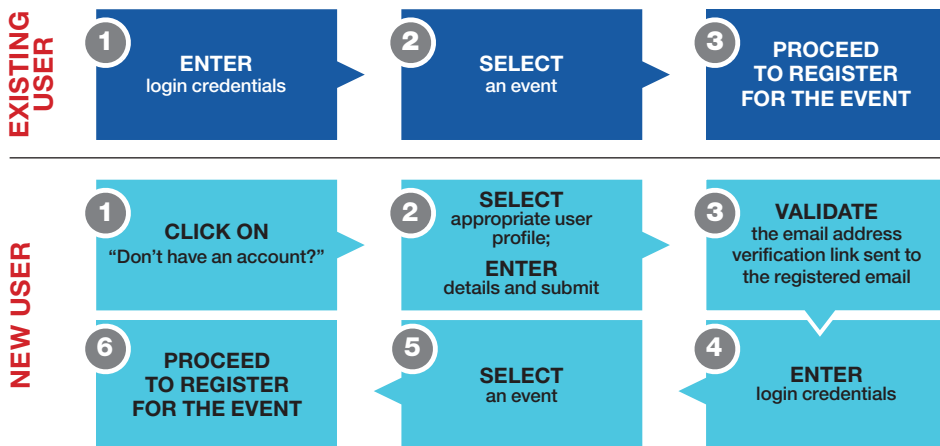 EXISTING
USER
1
ENTER
login credentials
2
SELECT
an event
3
PROCEED
TO REGISTER
FOR THE EVENT
NEW USER
1
CLICK ON
“Don’t have an account?”
2
SELECT
appropriate user
profile;
ENTER
details and submit
3
VALIDATE
the email address
verification link sent to
the registered email
4
ENTER
login credentials
5
SELECT
an event
6
PROCEED
TO REGISTER
FOR THE EVENT